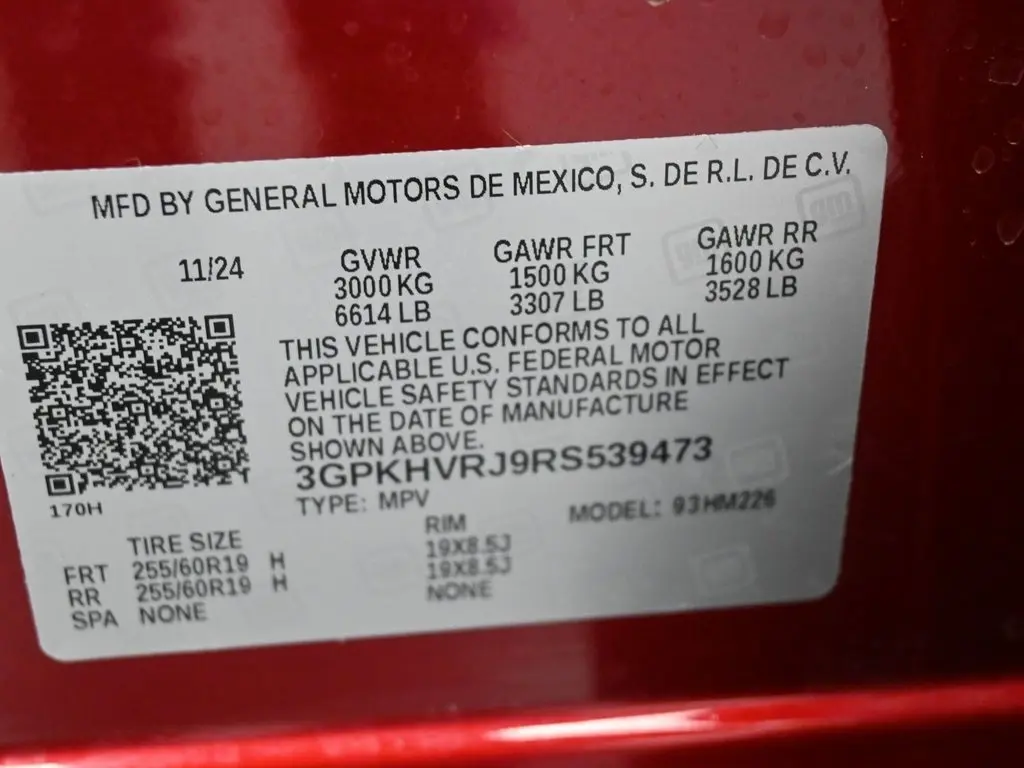 MFD BY GENERAL MOTORS DE MEXICO, S. DE R.L. DE C.V.
11/24 GVWR GAWR FRT GAWR RR
3000 KG 1500 KG 1600 KG
6614 LB 3307 LB 3528 LB
THIS VEHICLE CONFORMS TO ALL
APPLICABLE U.S. FEDERAL MOTOR
VEHICLE SAFETY STANDARDS IN EFFECT
ON THE DATE OF MANUFACTURE
SHOWN ABOVE.
3GPKHVRJ9RS539473
170H
TYPE: MPV MODEL: 93HM226
TIRE SIZE RIM
FRT 255/60R19 H 19X8.5J
RR 255/60R19 H 19X8.5J
SPA NONE NONE
gm
gm